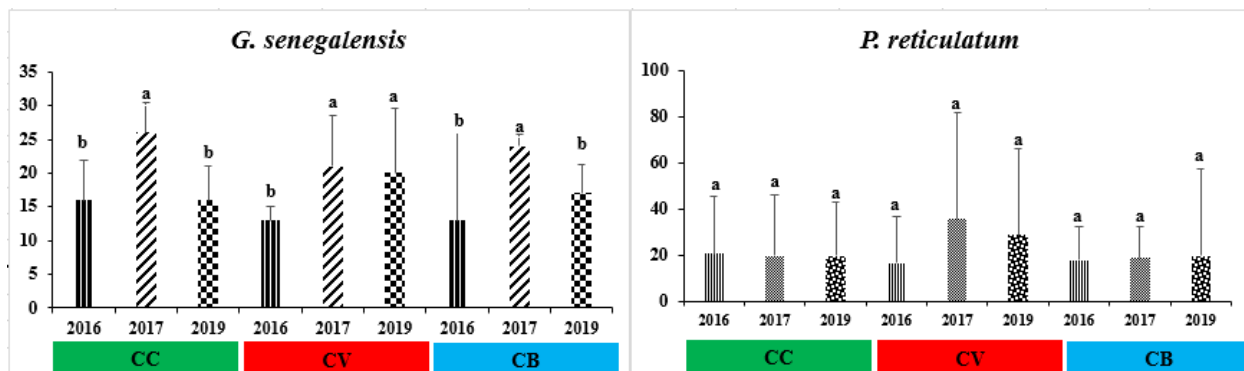 G. senegalensis
35
30
25
20
15
10
5
0
b a b b a a b a b
2016 2017 2019 2016 2017 2019 2016 2017 2019
CC CV CB
P. reticulatum
100
80
60
40
20
0
a a a a a a a a a
2016 2017 2019 2016 2017 2019 2016 2017 2019
CC CV CB